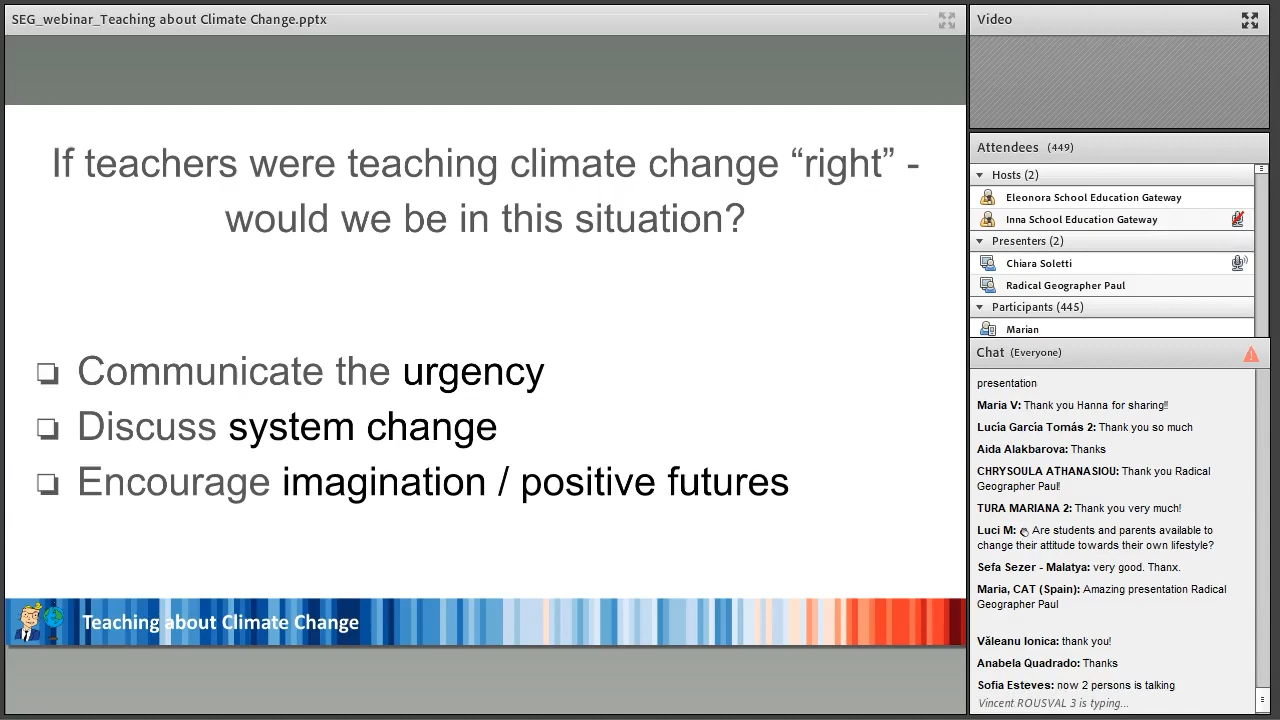 SEG_webinar_Teaching about Climate Change.pptx
If teachers were teaching climate change “right” -
would we be in this situation?
❏ Communicate the urgency
❏ Discuss system change
❏ Encourage imagination / positive futures
Teaching about Climate Change
Video
Attendees (449)
Hosts (2)
Eleonora School Education Gateway
Inna School Education Gateway
Presenters (2)
Chiara Soletti
Radical Geographer Paul
Participants (445)
Marian
Chat (Everyone)
presentation
Maria V: Thank you Hanna for sharing!!
Lucía García Tomás 2: Thank you so much
Aida Alakbarova: Thanks
CHRYSOULA ATHANASIOU: Thank you Radical
Geographer Paul!
TURA MARIANA 2: Thank you very much!
Luci M: Are students and parents available to
change their attitude towards their own lifestyle?
Sefa Sezer - Malatya: very good. Thanx.
Maria, CAT (Spain): Amazing presentation Radical
Geographer Paul
Văleanu Ionica: thank you!
Anabela Quadrado: Thanks
Sofia Esteves: now 2 persons is talking
Vincent ROUSVAL 3 is typing...